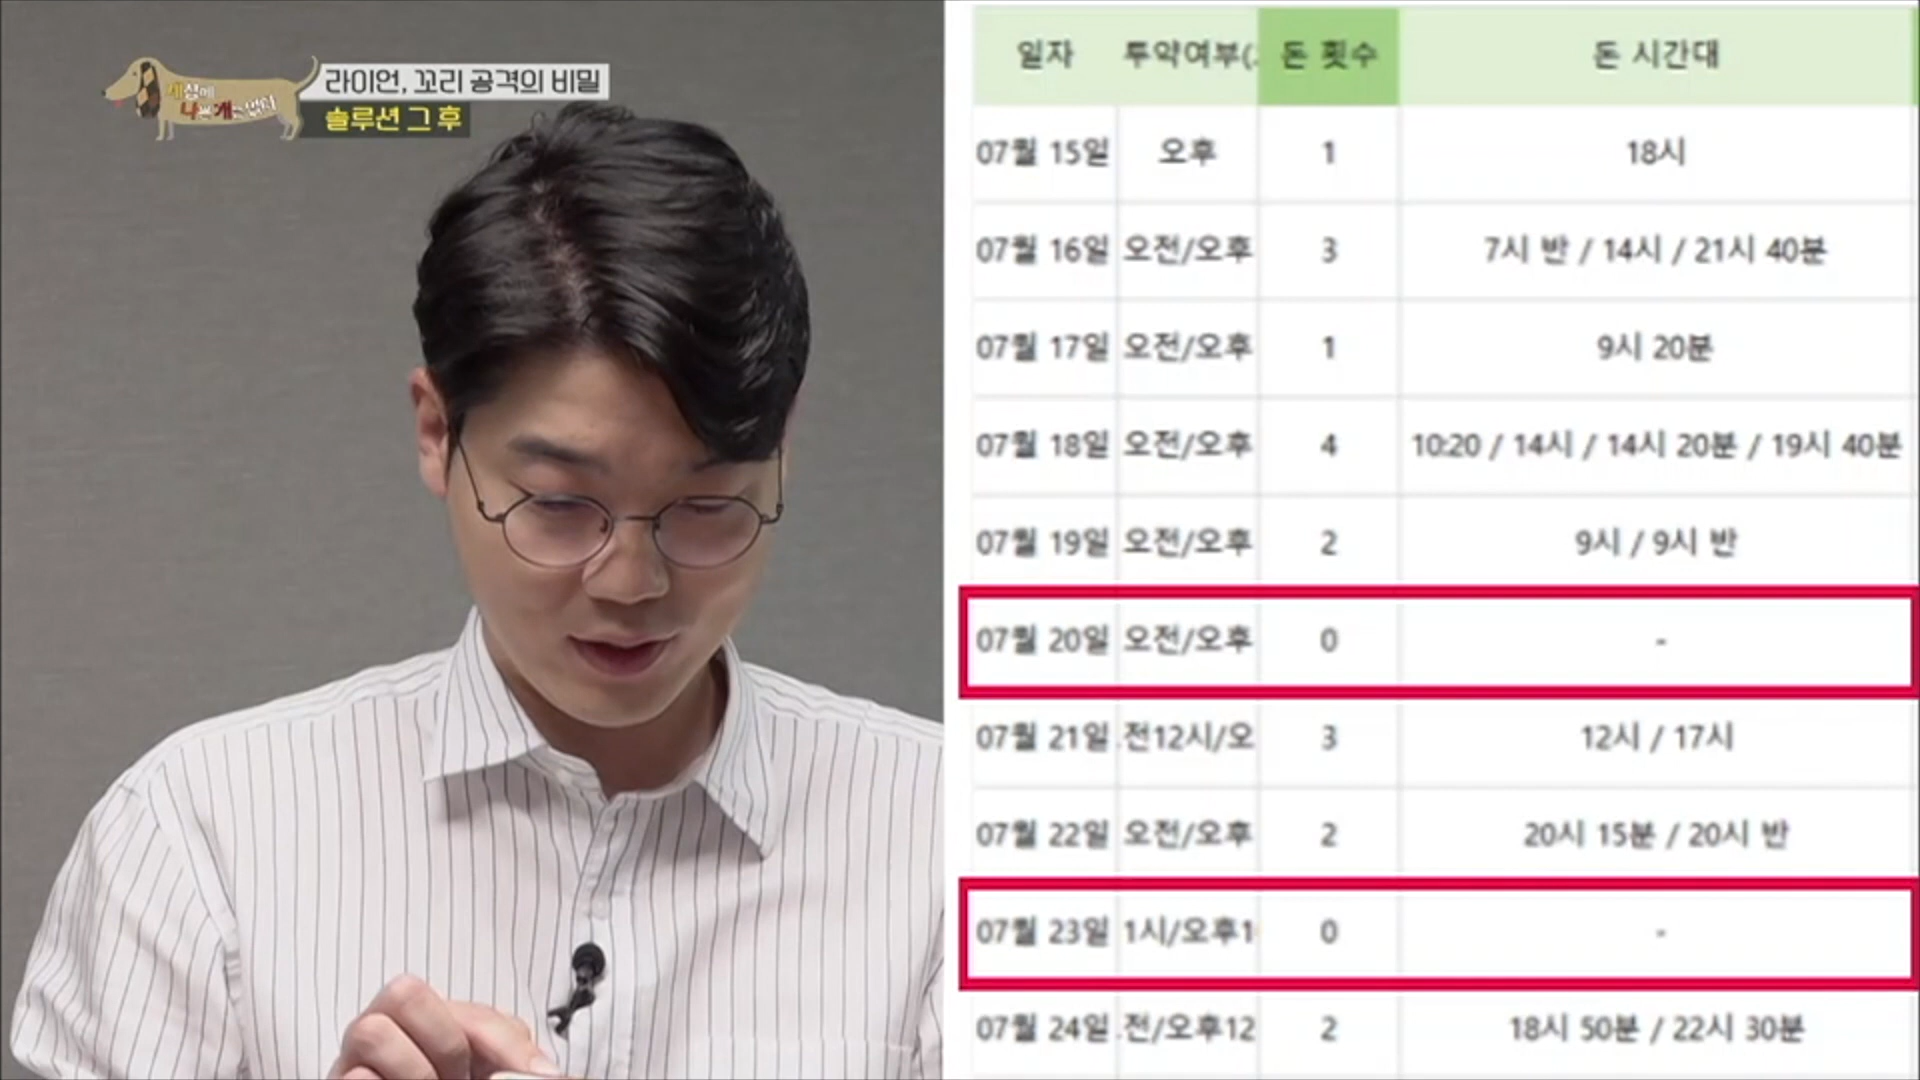 세상에
나쁜 개는 없다
라이언, 꼬리 공격의 비밀
솔루션 그 후
일자 투약여부( 돈 횟수 돈 시간대
07월 15일 오후 1 18시
07월 16일 오전/오후 3 7시 반 / 14시 / 21시 40분
07월 17일 오전/오후 1 9시 20분
07월 18일 오전/오후 4 10:20 / 14시 / 14시 20분 / 19시 40분
07월 19일 오전/오후 2 9시 / 9시 반
07월 20일 오전/오후 0 -
07월 21일 전12시/오 3 12시 / 17시
07월 22일 오전/오후 2 20시 15분 / 20시 반
07월 23일 1시/오후1 0 -
07월 24일 전/오후12 2 18시 50분 / 22시 30분